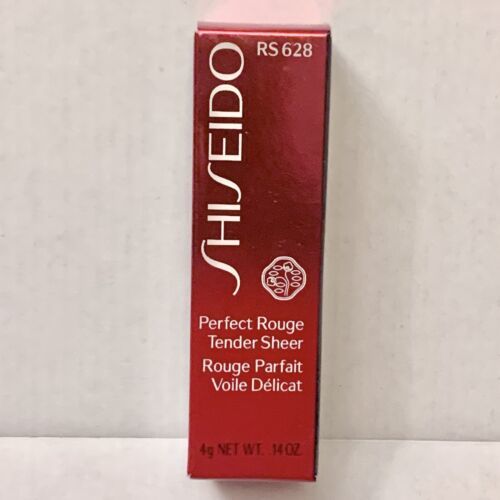 RS 628
SHISEIDO
Perfect Rouge
Tender Sheer
Rouge Parfait
Voile Délicat
4g NET WT. .14 OZ.